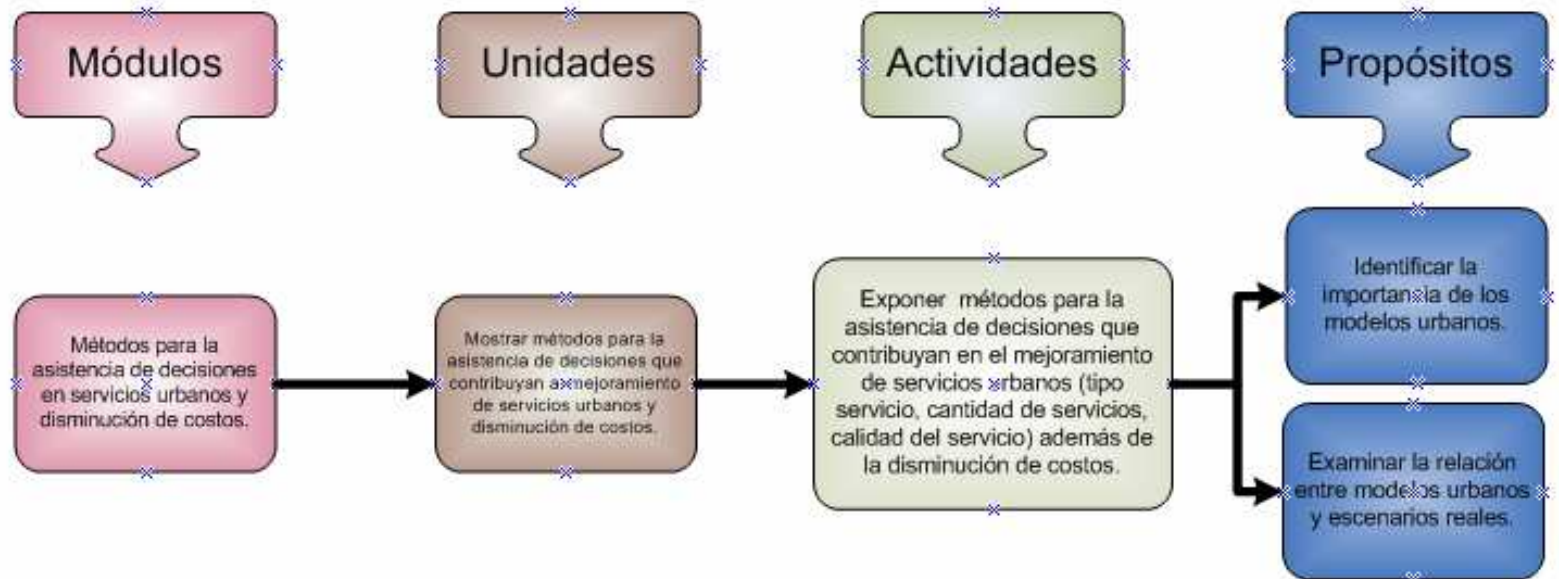 Módulos
Unidades
Actividades
Propósitos
Métodos para la
asistencia de decisiones
en servicios urbanos y
disminución de costos.
Mostrar métodos para la
asistencia de decisiones que
contribuyan al mejoramiento
de servicios urbanos y
disminución de costos.
Exponer métodos para la
asistencia de decisiones que
contribuyan en el mejoramiento
de servicios urbanos (tipo
servicio, cantidad de servicios,
calidad del servicio) además de
la disminución de costos.
Identificar la
importancia de los
modelos urbanos.
Examinar la relación
entre modelos urbanos
y escenarios reales.